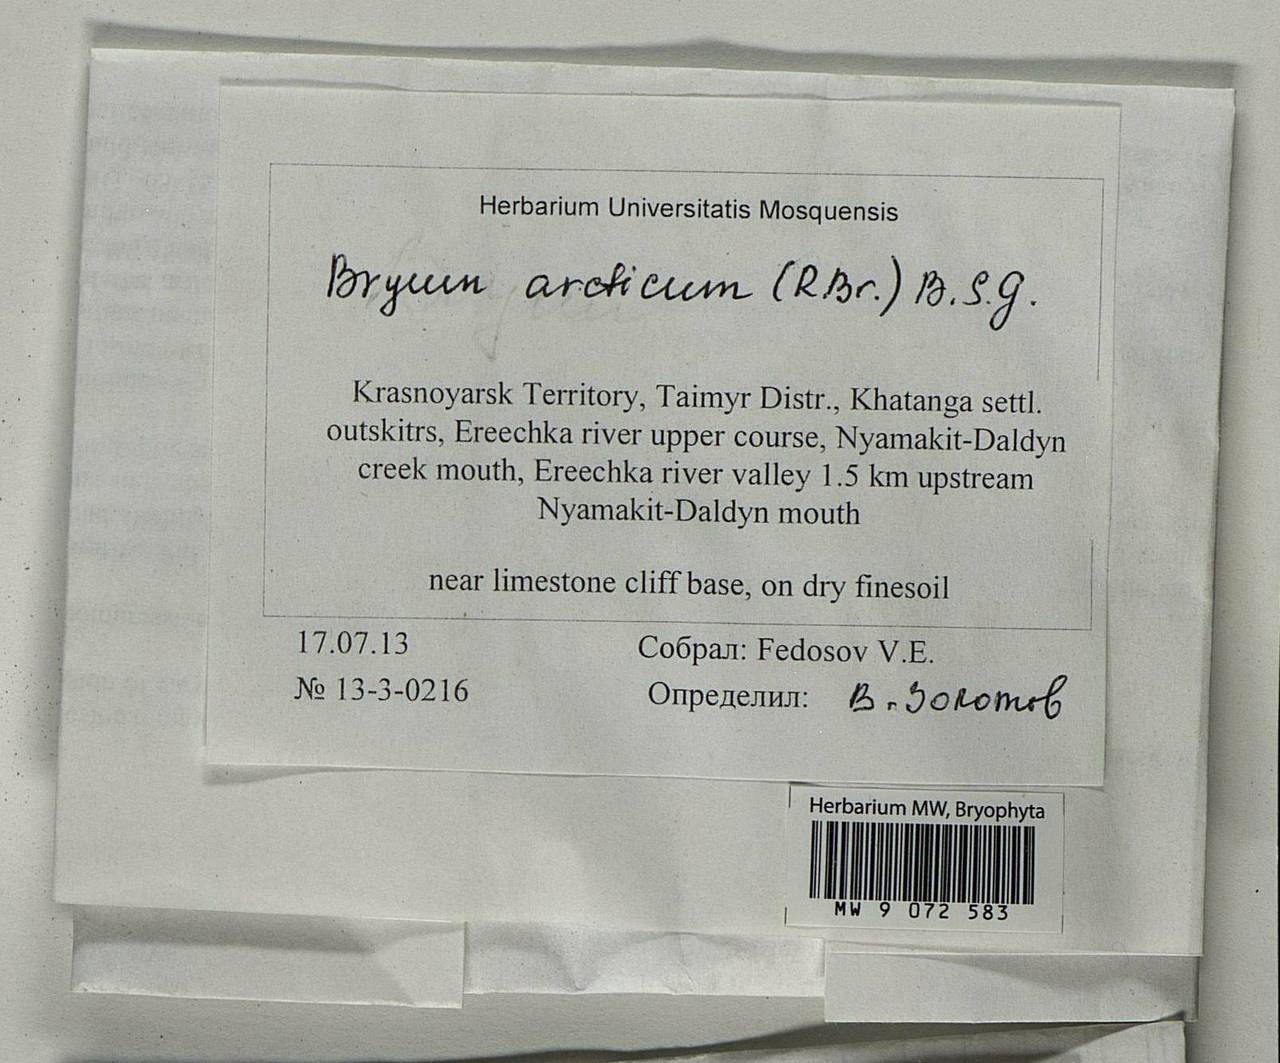 Herbarium Universitatis Mosquensis
Bryum arcticum (R.Br.) B.S.G.
Krasnoyarsk Territory, Taimyr Distr., Khatanga settl.
outskitrs, Ereechka river upper course, Nyamakit-Daldyn
creek mouth, Ereechka river valley 1.5 km upstream
Nyamakit-Daldyn mouth
near limestone cliff base, on dry finesoil
17.07.13 Собрал: Fedosov V.E.
№ 13-3-0216 Определил: В. Золотов
Herbarium MW, Bryophyta
MW 9 072 583